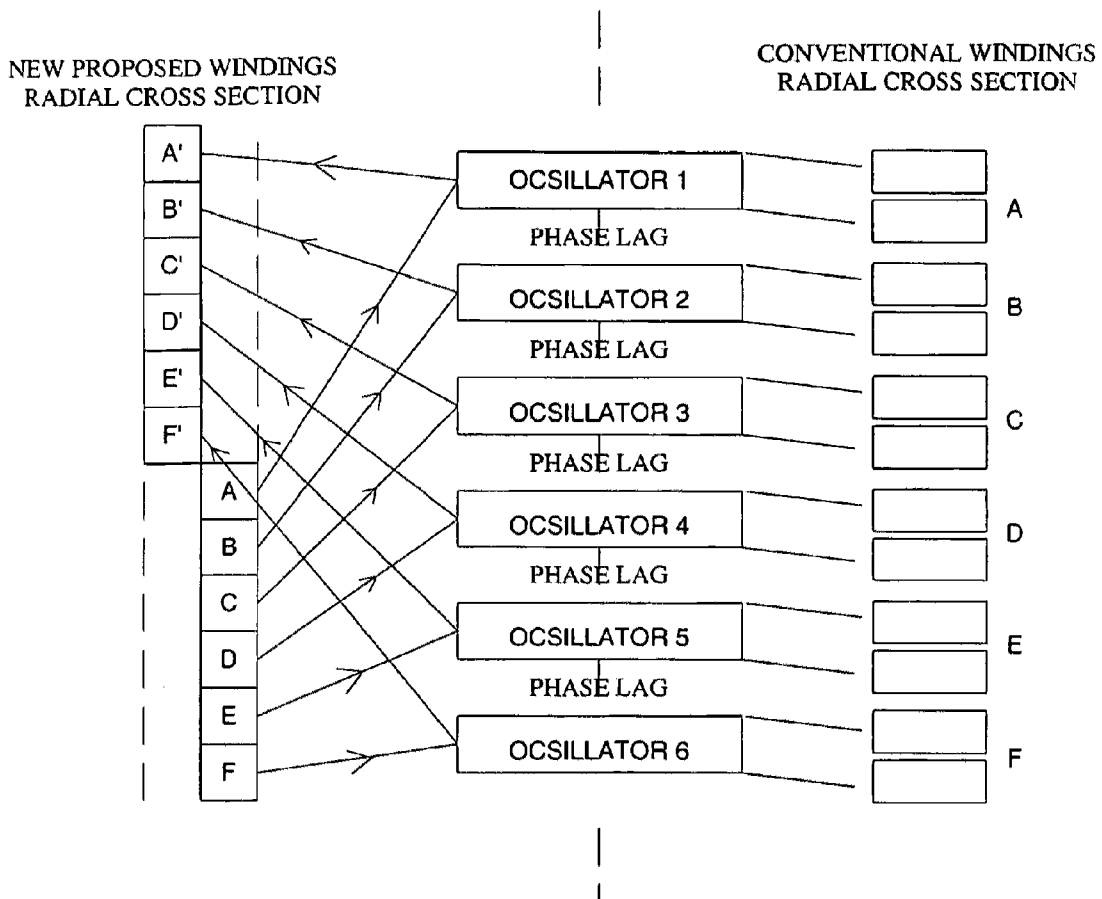 NEW PROPOSED WINDINGS
RADIAL CROSS SECTION
CONVENTIONAL WINDINGS
RADIAL CROSS SECTION
A'
B'
C'
D'
E'
F'
A
B
C
D
E
F
OCSILLATOR 1
PHASE LAG
OCSILLATOR 2
PHASE LAG
OCSILLATOR 3
PHASE LAG
OCSILLATOR 4
PHASE LAG
OCSILLATOR 5
PHASE LAG
OCSILLATOR 6
A
B
C
D
E
F